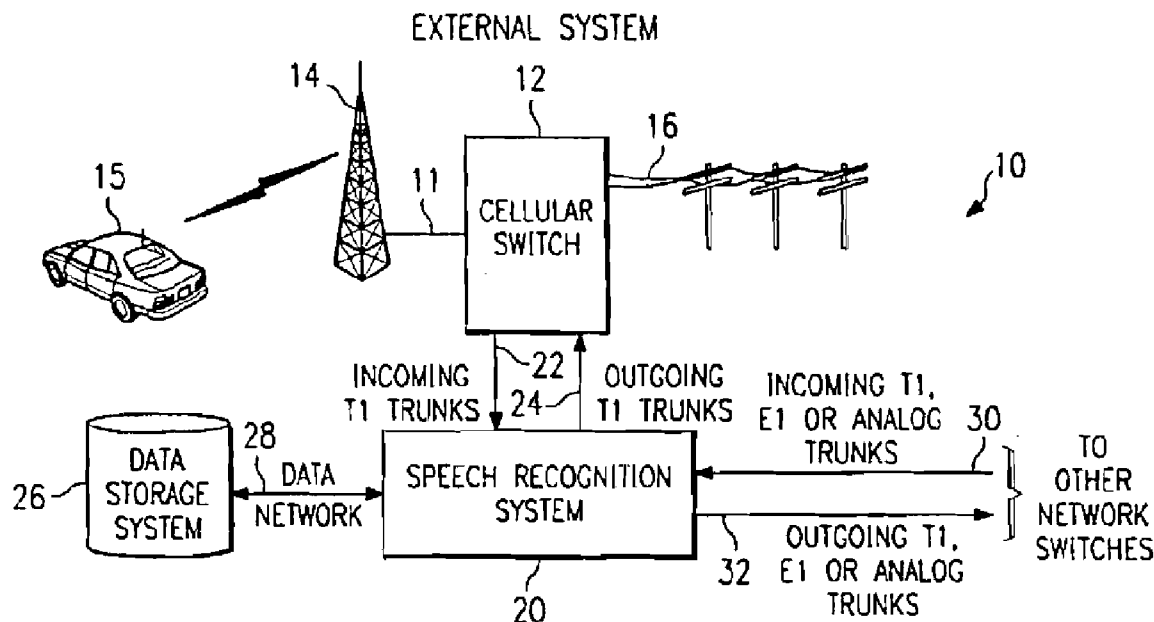 EXTERNAL SYSTEM
14
12
16
10
15
11
CELLULAR
SWITCH
22
24
INCOMING
T1 TRUNKS
OUTGOING
T1 TRUNKS
INCOMING T1,
E1 OR ANALOG
TRUNKS
30
26
DATA
STORAGE
SYSTEM
28
DATA
NETWORK
SPEECH RECOGNITION
SYSTEM
TO
OTHER
NETWORK
SWITCHES
20
32
OUTGOING T1,
E1 OR ANALOG
TRUNKS